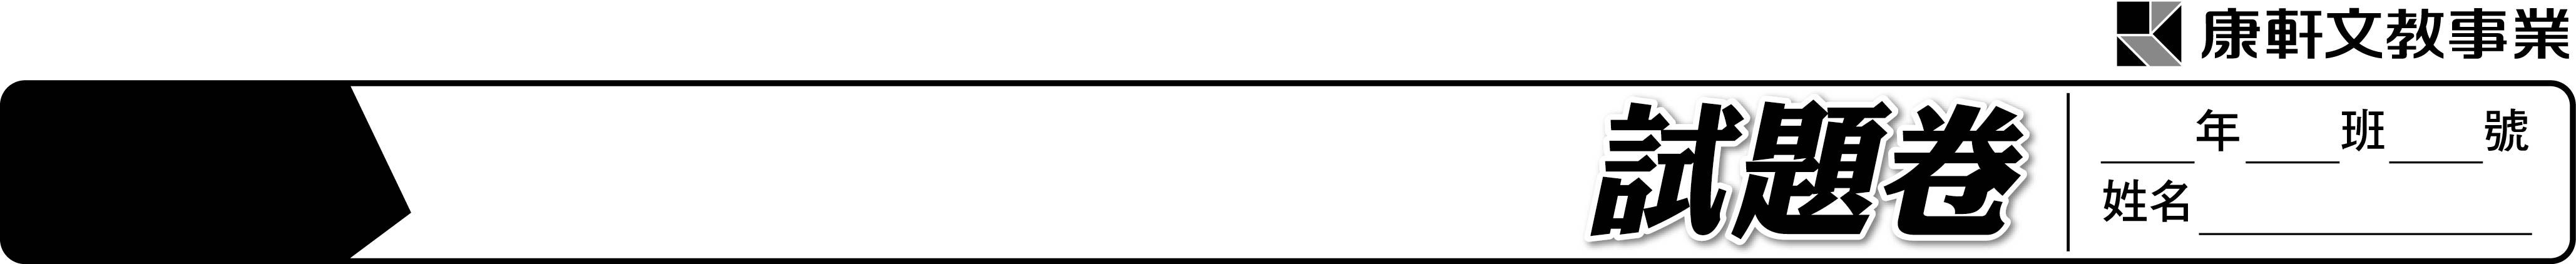 康軒文教事業
試題卷
年 班 號
姓名